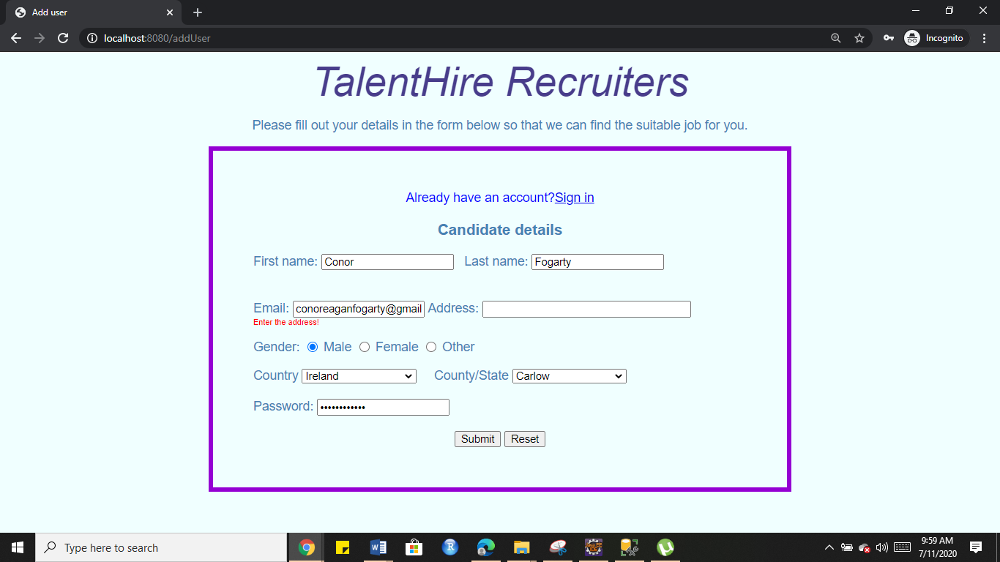 Add user
localhost:8080/addUser
Incognito
TalentHire Recruiters
Please fill out your details in the form below so that we can find the suitable job for you.
Already have an account?Sign in
Candidate details
First name: Conor Last name: Fogarty
Email: conoreaganfogarty@gmail Address:
Enter the address!
Gender: Male Female Other
Country Ireland County/State Carlow
Password: ••••••••••••
Submit Reset
Type here to search
9:59 AM
7/11/2020